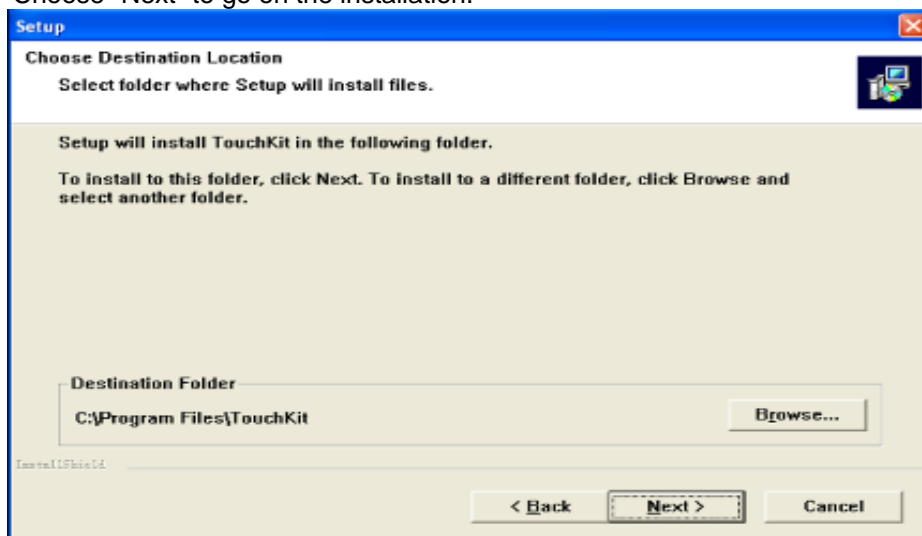 Choose "Next" to go on the installation.
Setup
Choose Destination Location
Select folder where Setup will install files.
Setup will install TouchKit in the following folder.
To install to this folder, click Next. To install to a different folder, click Browse and
select another folder.
Destination Folder
C:\Program Files\TouchKit
Browse...
InstallShield
< Back
Next >
Cancel